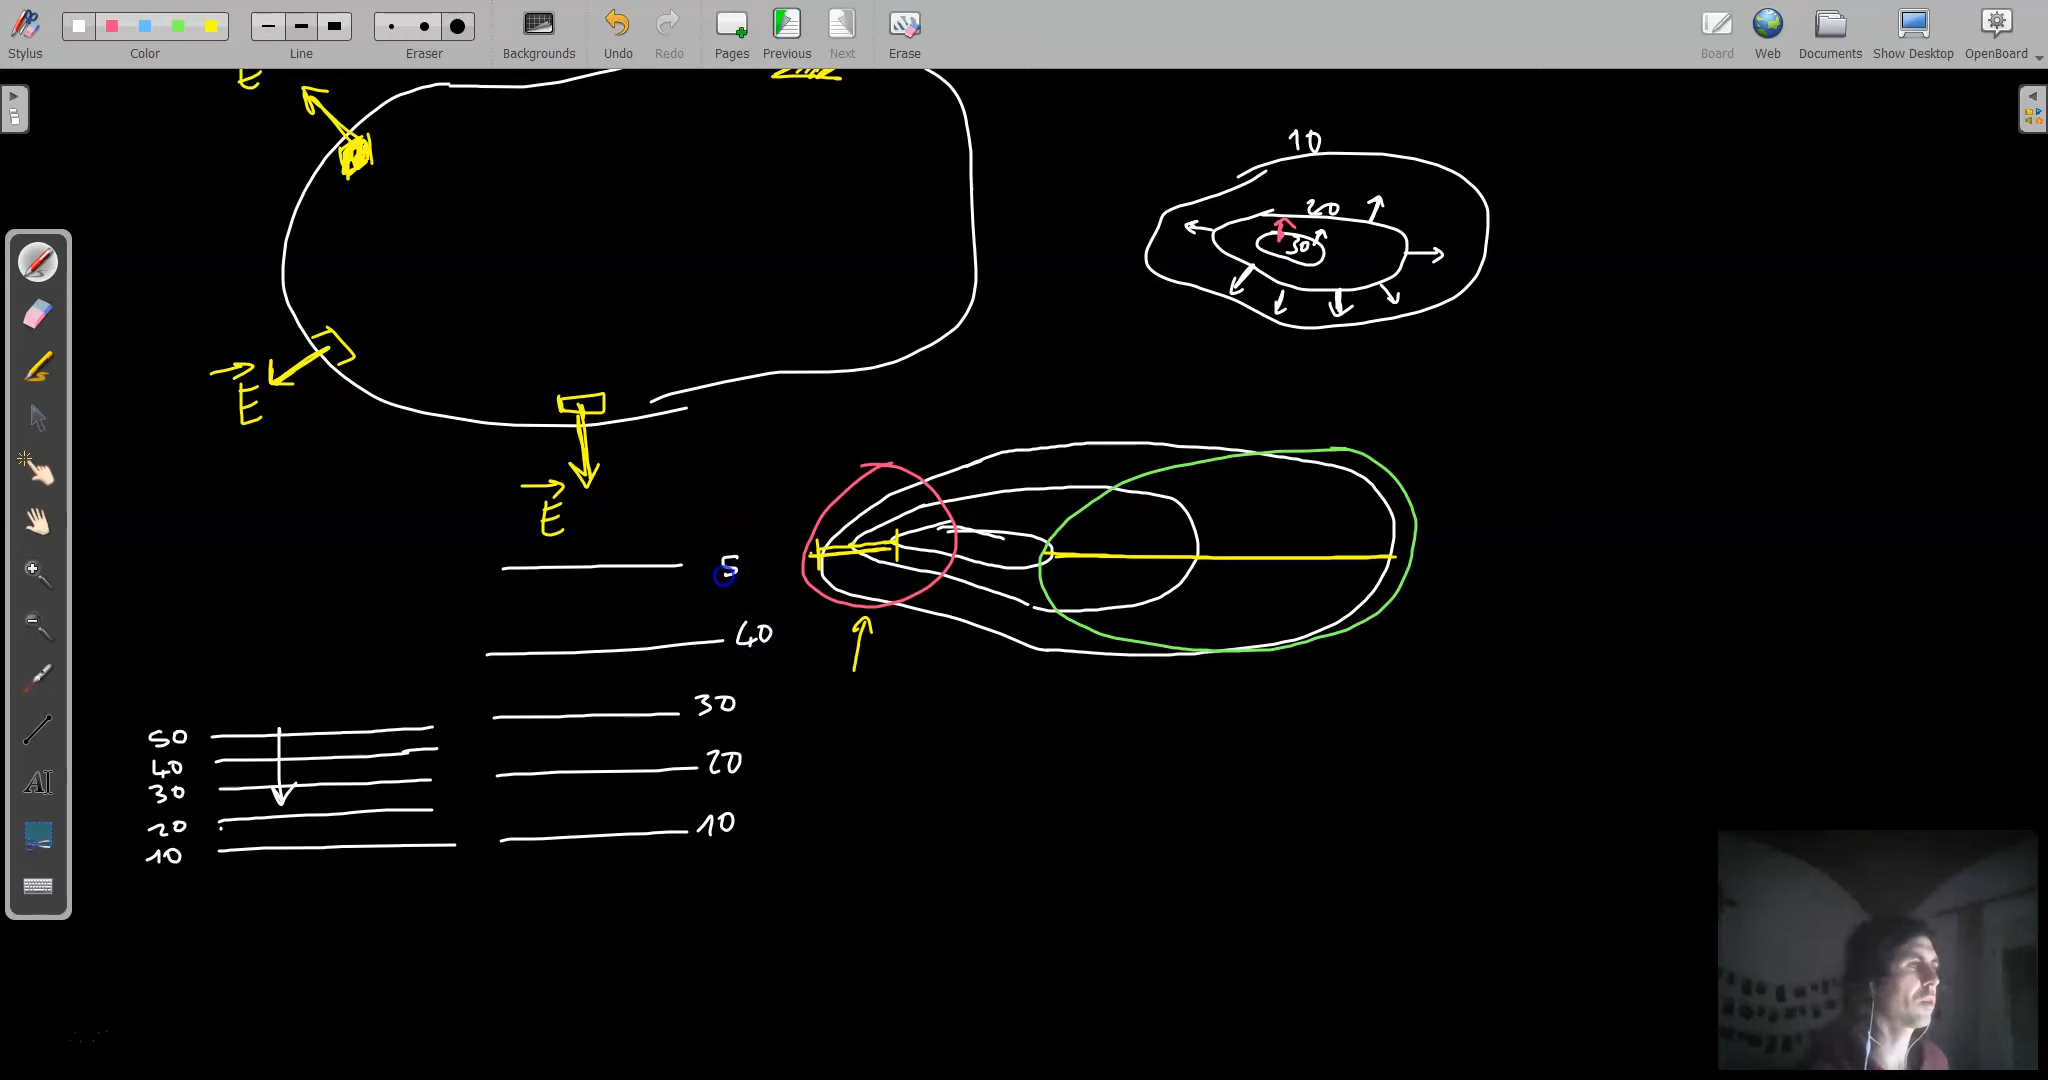 Stylus
Color
Line
Eraser
Backgrounds
Undo
Redo
Pages
Previous
Next
Erase
Board
Web
Documents
Show Desktop
OpenBoard
E
10
20
30
E
E
5
40
30
20
10
50
40
30
20
10
AI